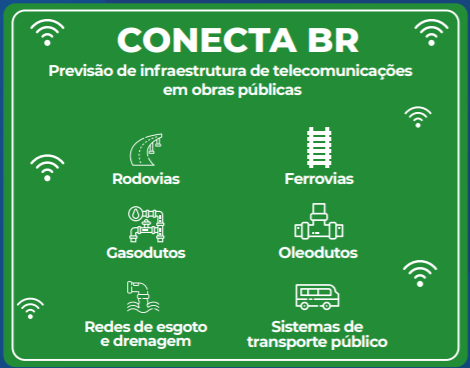 CONECTA BR
Previsão de infraestrutura de telecomunicações
em obras públicas
Rodovias
Ferrovias
Gasodutos
Oleodutos
Redes de esgoto
e drenagem
Sistemas de
transporte público